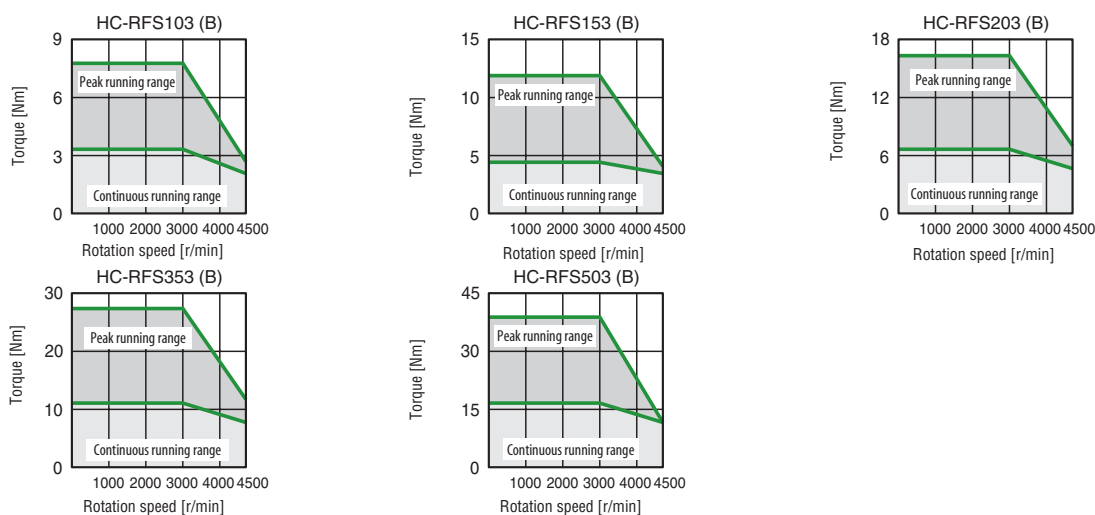 HC-RFS103 (B)
9
6
3
0
Torque [Nm]
Peak running range
Continuous running range
1000 2000 3000 4000 4500
Rotation speed [r/min]
HC-RFS153 (B)
15
10
5
0
Torque [Nm]
Peak running range
Continuous running range
1000 2000 3000 4000 4500
Rotation speed [r/min]
HC-RFS203 (B)
18
12
6
0
Torque [Nm]
Peak running range
Continuous running range
1000 2000 3000 4000 4500
Rotation speed [r/min]
HC-RFS353 (B)
30
20
10
0
Torque [Nm]
Peak running range
Continuous running range
1000 2000 3000 4000 4500
Rotation speed [r/min]
HC-RFS503 (B)
45
30
15
0
Torque [Nm]
Peak running range
Continuous running range
1000 2000 3000 4000 4500
Rotation speed [r/min]